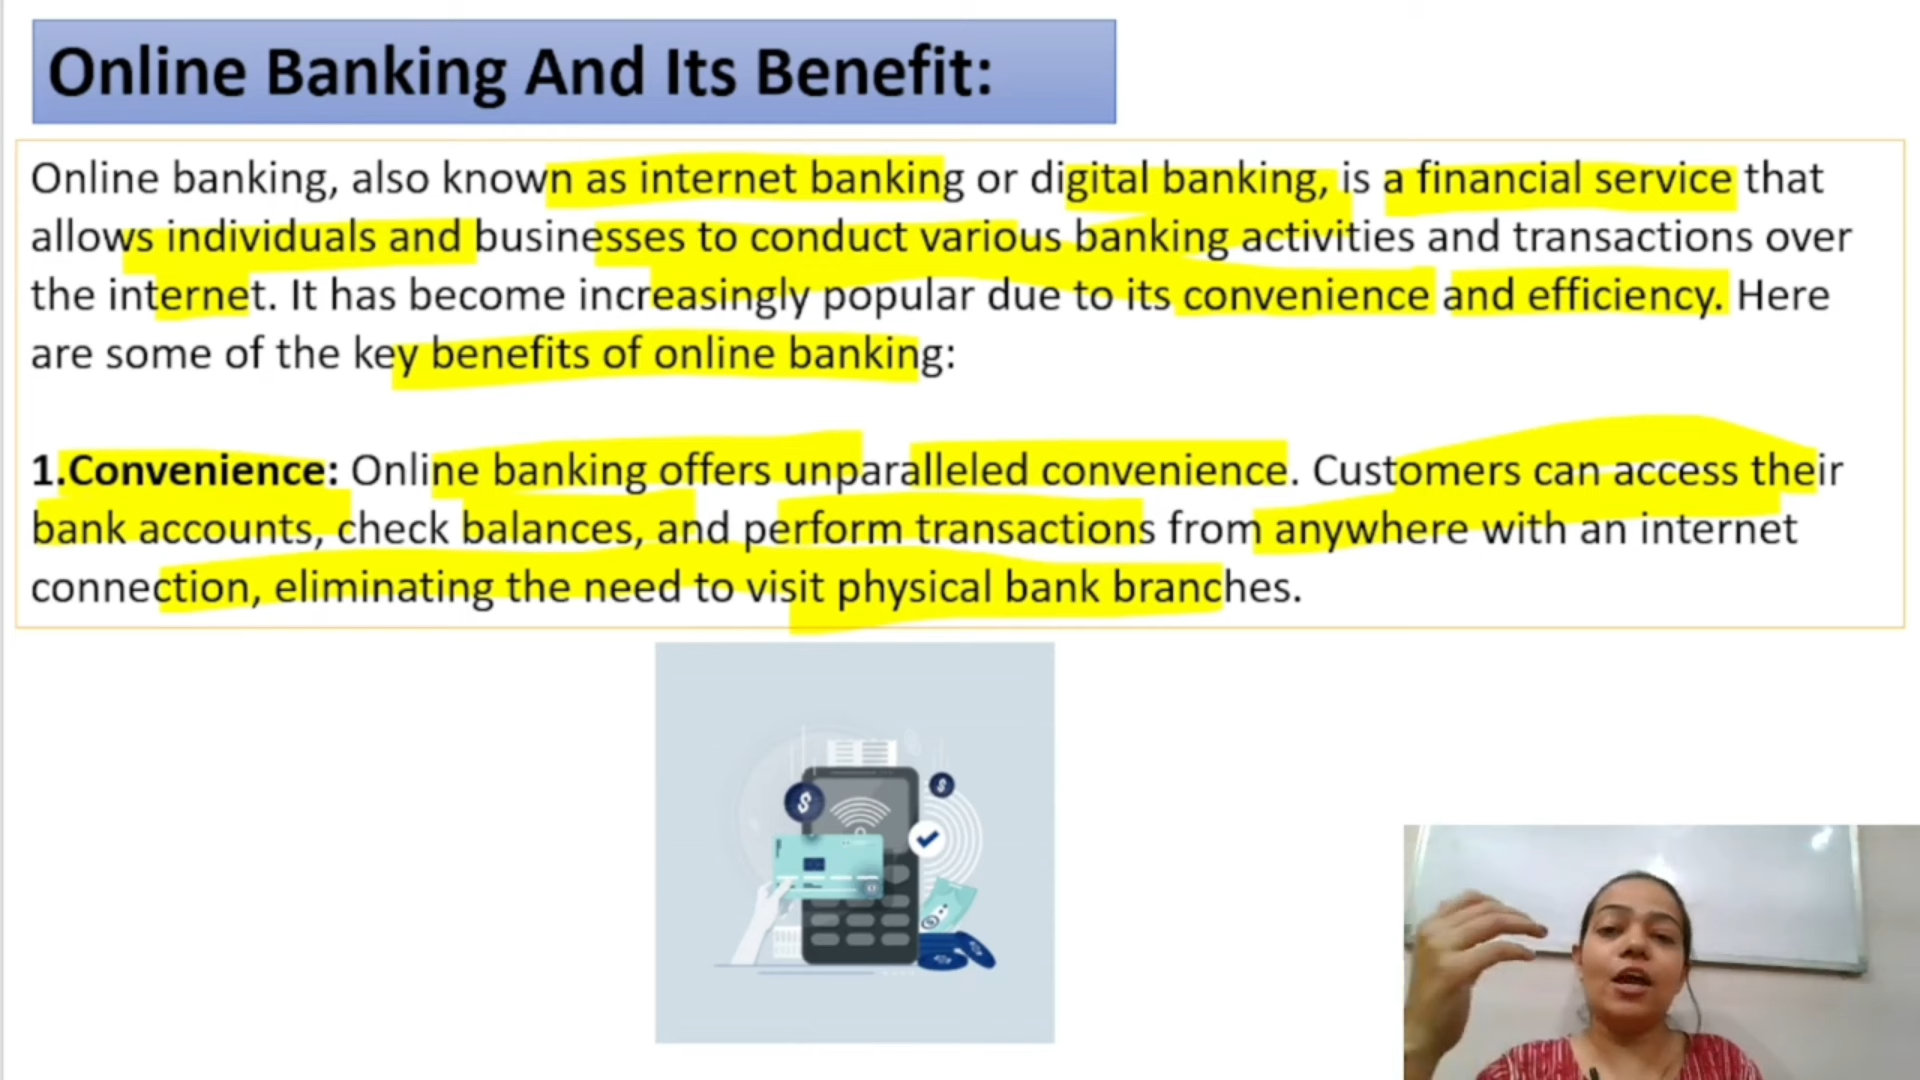 Online Banking And Its Benefit:
Online banking, also known as internet banking or digital banking, is a financial service that
allows individuals and businesses to conduct various banking activities and transactions over
the internet. It has become increasingly popular due to its convenience and efficiency. Here
are some of the key benefits of online banking:
1.Convenience: Online banking offers unparalleled convenience. Customers can access their
bank accounts, check balances, and perform transactions from anywhere with an internet
connection, eliminating the need to visit physical bank branches.